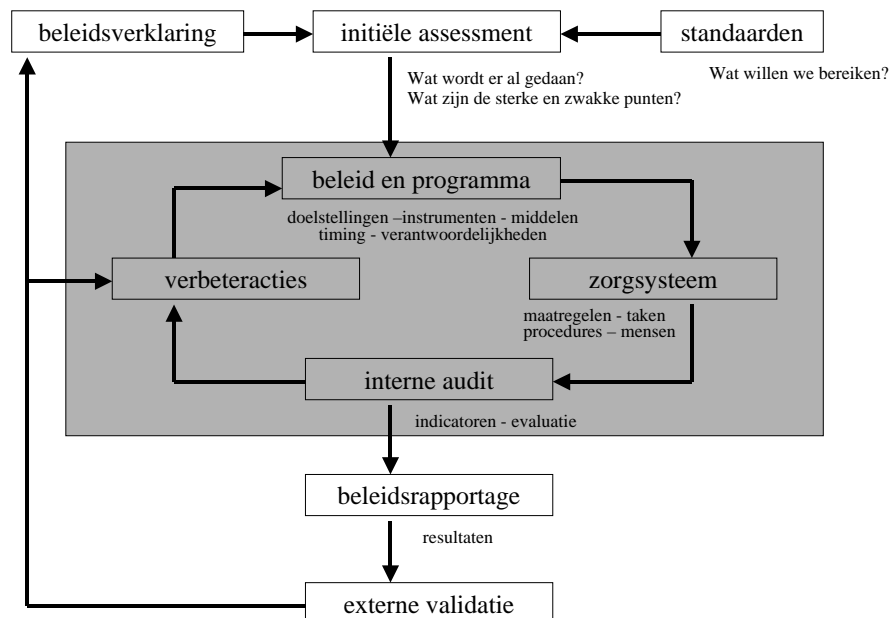 beleidsverklaring
initiële assessment
standaarden
Wat wordt er al gedaan?
Wat zijn de sterke en zwakke punten?
Wat willen we bereiken?
beleid en programma
doelstellingen –instrumenten - middelen
timing - verantwoordelijkheden
verbeteracties
zorgsysteem
maatregelen - taken
procedures – mensen
interne audit
indicatoren - evaluatie
beleidsrapportage
resultaten
externe validatie